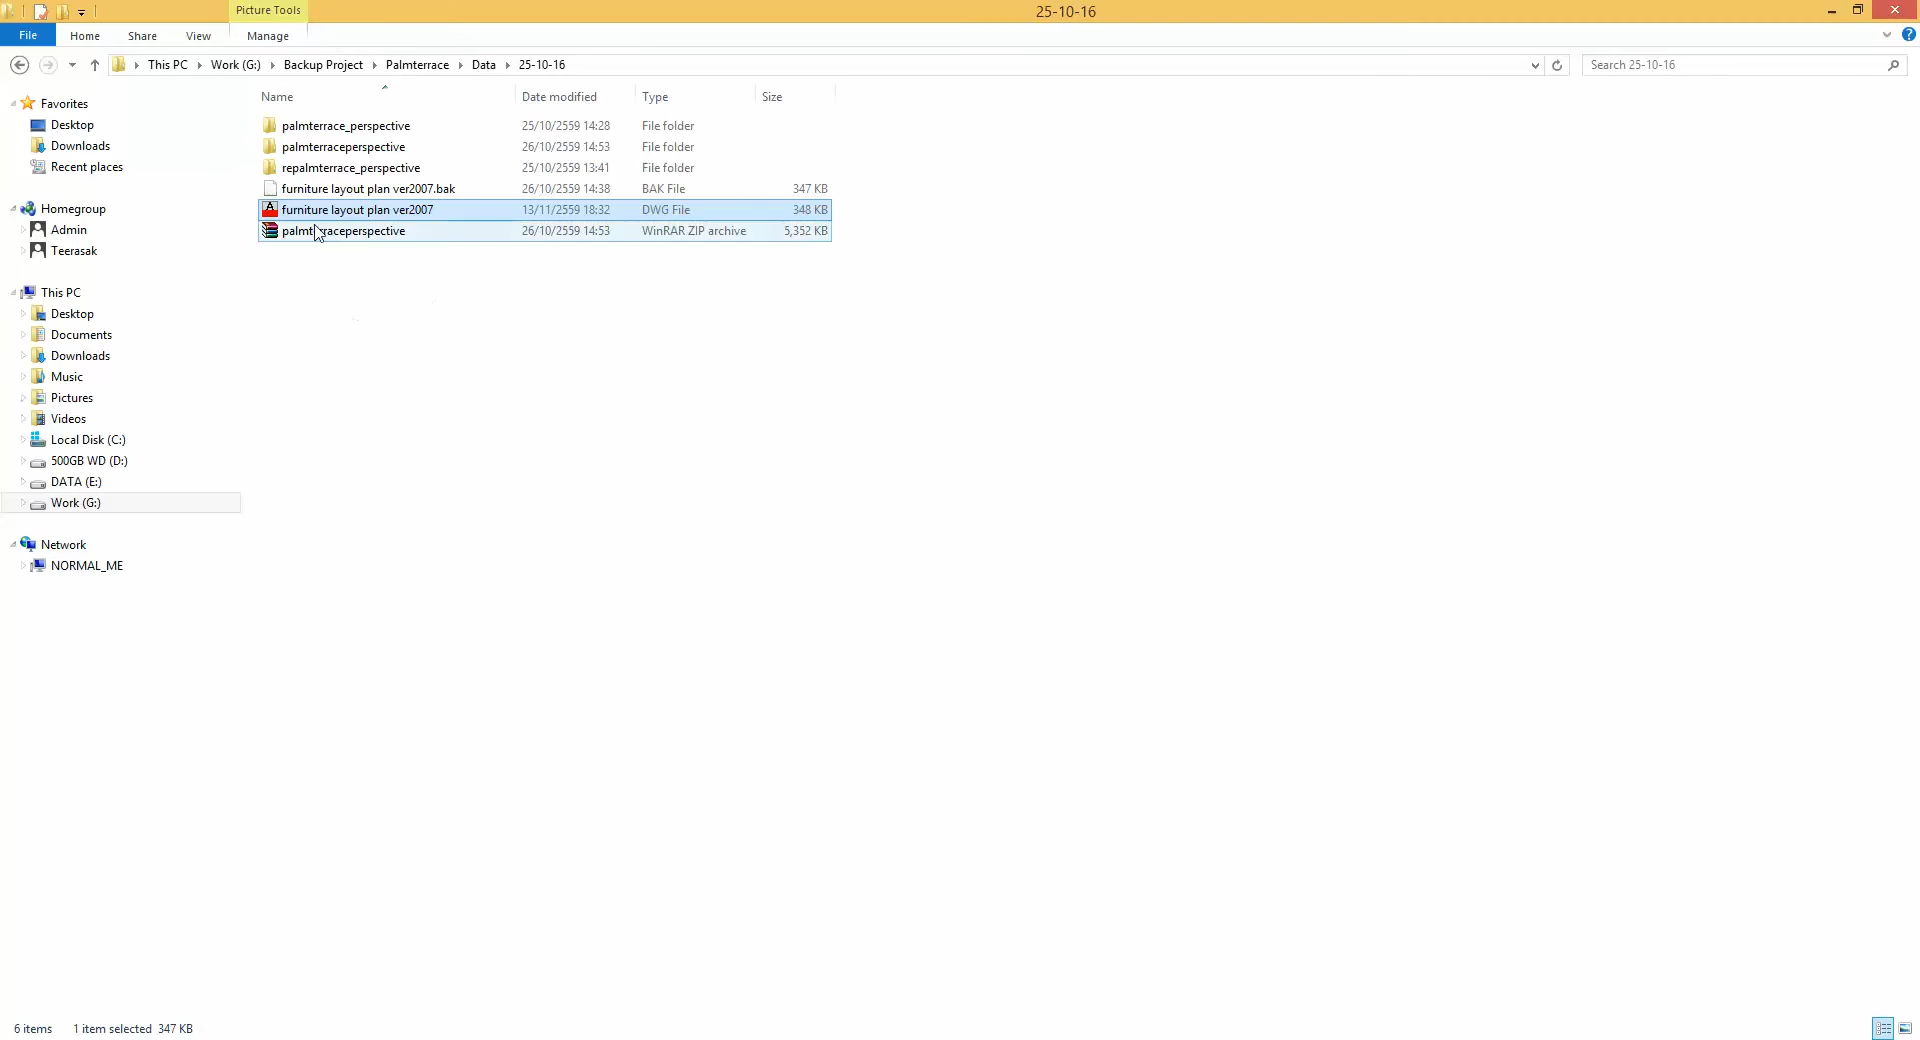 Picture Tools
25-10-16
File Home Share View Manage
This PC Work (G:) Backup Project Palmterrace Data 25-10-16 Search 25-10-16
Name Date modified Type Size
Favorites
Desktop
Downloads
Recent places
Homegroup
Admin
Teerasak
This PC
Desktop
Documents
Downloads
Music
Pictures
Videos
Local Disk (C:)
500GB WD (D:)
DATA (E:)
Work (G:)
Network
NORMAL_ME
palmterrace_perspective 25/10/2559 14:28 File folder
palmterraceperspective 26/10/2559 14:53 File folder
repalmterrace_perspective 25/10/2559 13:41 File folder
furniture layout plan ver2007.bak 26/10/2559 14:38 BAK File 347 KB
furniture layout plan ver2007 13/11/2559 18:32 DWG File 348 KB
palmterraceperspective 26/10/2559 14:53 WinRAR ZIP archive 5,352 KB
6 items 1 item selected 347 KB